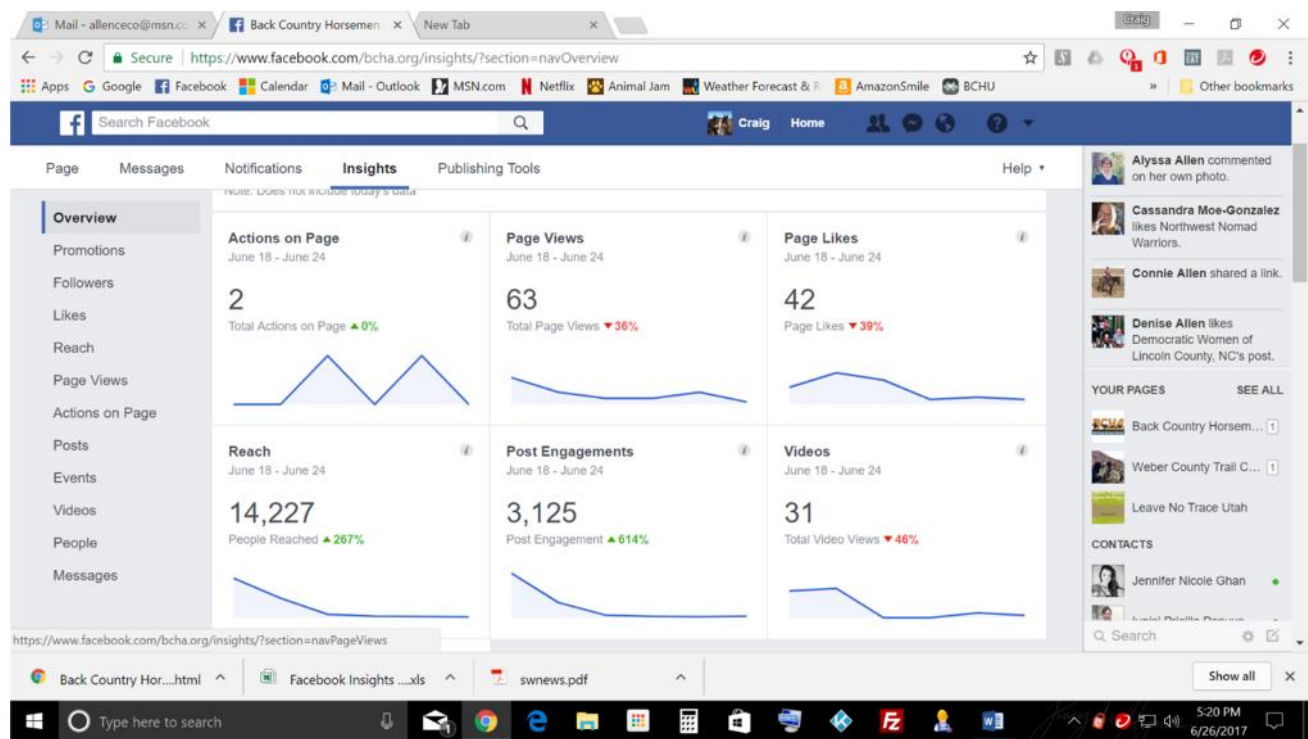 Mail - allenceco@msn.co
Back Country Horsemen
New Tab
Craig
Secure
https://www.facebook.com/bcha.org/insights/?section=navOverview
Apps
Google
Facebook
Calendar
Mail - Outlook
MSN.com
Netflix
Animal Jam
Weather Forecast & R
AmazonSmile
BCHU
»
Other bookmarks
Search Facebook
Craig
Home
Page
Messages
Notifications
Insights
Publishing Tools
Help
Note: Does not include today's data
Overview
Promotions
Followers
Likes
Reach
Page Views
Actions on Page
Posts
Events
Videos
People
Messages
Actions on Page
June 18 - June 24
2
Total Actions on Page ▲ 0%
Page Views
June 18 - June 24
63
Total Page Views ▼ 36%
Page Likes
June 18 - June 24
42
Page Likes ▼ 39%
Reach
June 18 - June 24
14,227
People Reached ▲ 267%
Post Engagements
June 18 - June 24
3,125
Post Engagement ▲ 614%
Videos
June 18 - June 24
31
Total Video Views ▼ 46%
Alyssa Allen commented
on her own photo.
Cassandra Moe-Gonzalez
likes Northwest Nomad
Warriors.
Connie Allen shared a link.
Denise Allen likes
Democratic Women of
Lincoln County, NC's post.
YOUR PAGES
SEE ALL
Back Country Horsem... 1
Weber County Trail C... 1
Leave No Trace Utah
CONTACTS
Jennifer Nicole Ghan
Search
https://www.facebook.com/bcha.org/insights/?section=navPageViews
Back Country Hor....html
Facebook Insights ....xls
swnews.pdf
Show all
Type here to search
5:20 PM
6/26/2017